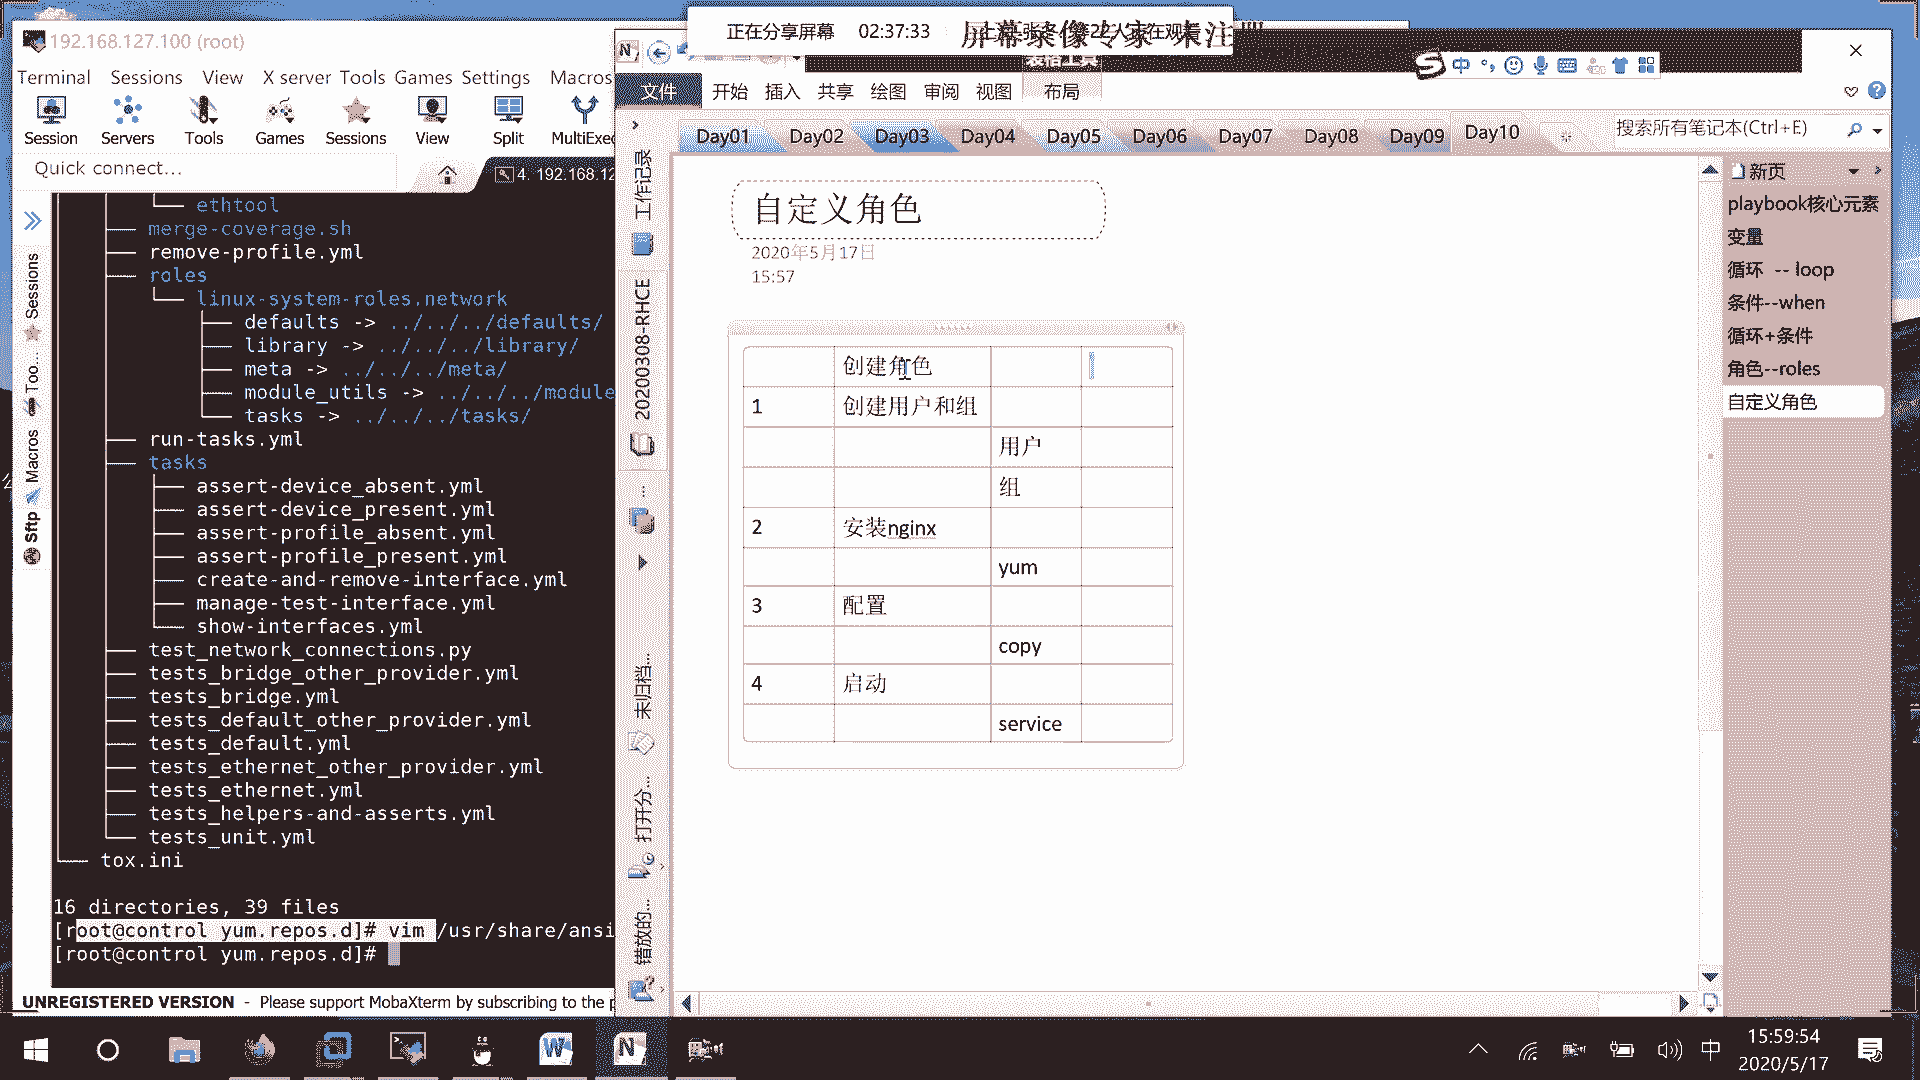 192.168.127.100 (root)
正在分享屏幕 02:37:33
屏幕录像专家 未注册
Terminal Sessions View X server Tools Games Settings Macros
Session Servers Tools Games Sessions View Split MultiExec
Quick connect...
4. 192.168.12
ethtool
merge-coverage.sh
remove-profile.yml
roles
linux-system-roles.network
defaults -> ../../../defaults/
library -> ../../../library/
meta -> ../../../meta/
module_utils -> ../../../module
tasks -> ../../../tasks/
run-tasks.yml
tasks
assert-device_absent.yml
assert-device_present.yml
assert-profile_absent.yml
assert-profile_present.yml
create-and-remove-interface.yml
manage-test-interface.yml
show-interfaces.yml
test_network_connections.py
tests_bridge_other_provider.yml
tests_bridge.yml
tests_default_other_provider.yml
tests_default.yml
tests_ethernet_other_provider.yml
tests_ethernet.yml
tests_helpers-and-asserts.yml
tests_unit.yml
tox.ini
16 directories, 39 files
[root@control yum.repos.d]# vim /usr/share/ansi
[root@control yum.repos.d]#
UNREGISTERED VERSION - Please support MobaXterm by subscribing to the p
Sessions
Too...
Macros
Sftp
表格工具
文件 开始 插入 共享 绘图 审阅 视图 布局
中
Day01 Day02 Day03 Day04 Day05 Day06 Day07 Day08 Day09 Day10
搜索所有笔记本(Ctrl+E)
工作记录
20200308-RHCE
...
未归档...
打开分...
错放的...
自定义角色
2020年5月17日
15:57
创建角色
1 创建用户和组
用户
组
2 安装nginx
yum
3 配置
copy
4 启动
service
新页
playbook核心元素
变量
循环 -- loop
条件--when
循环+条件
角色--roles
自定义角色
中
15:59:54
2020/5/17